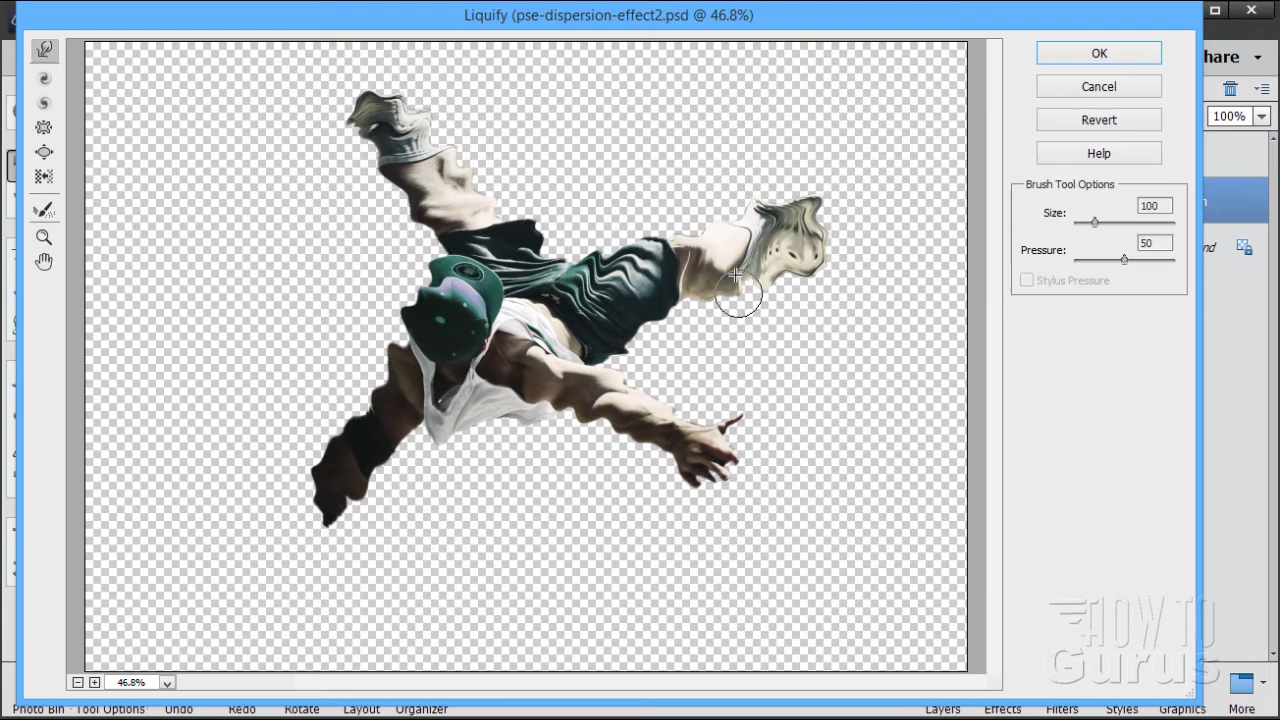 Liquify (pse-dispersion-effect2.psd @ 46.8%)
hare
OK
Cancel
100%
Revert
Help
Brush Tool Options
Size: 100
Pressure: 50
Stylus Pressure
HOW TO
Gurus
46.8%
Photo Bin
Tool Options
Undo
Redo
Rotate
Layout
Organizer
Layers
Effects
Filters
Styles
Graphics
More